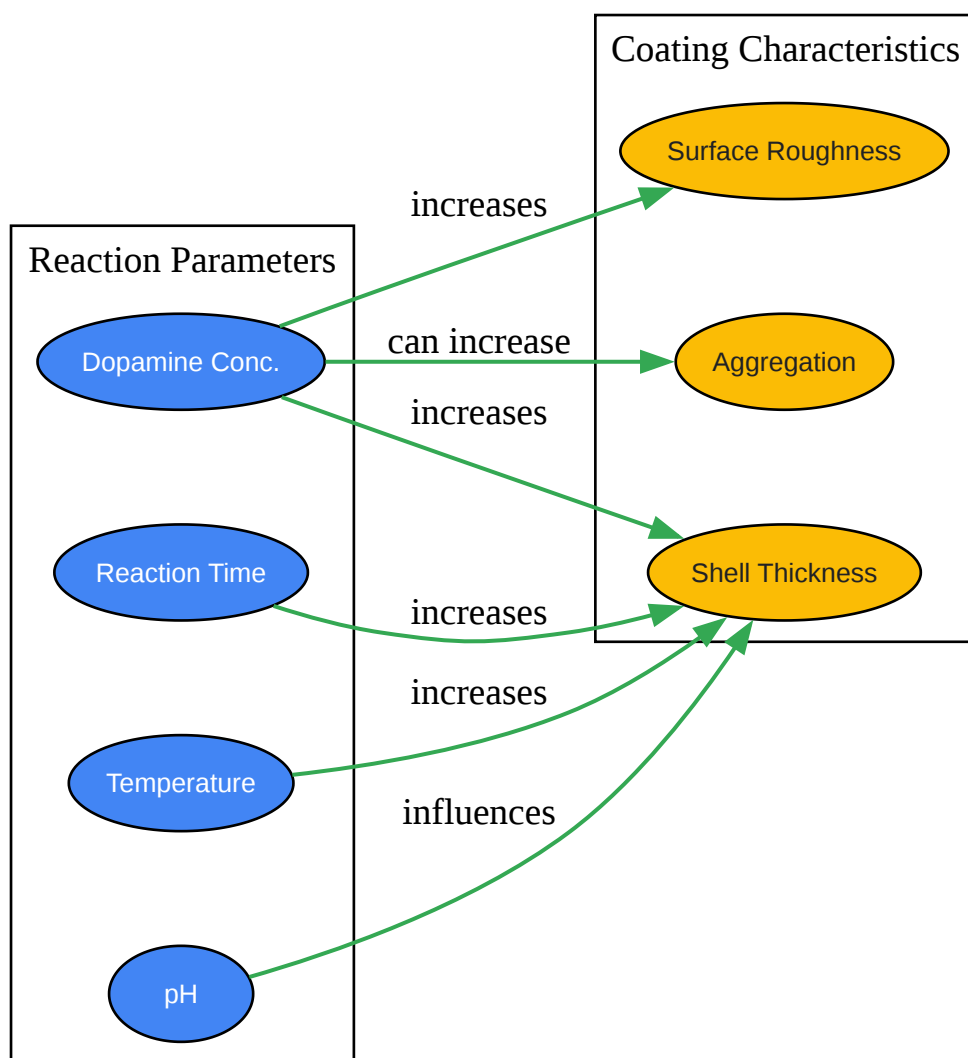 Coating Characteristics
Surface Roughness
increases
Reaction Parameters
can increase
Dopamine Conc.
Aggregation
increases
Reaction Time
Shell Thickness
increases
increases
Temperature
influences
pH